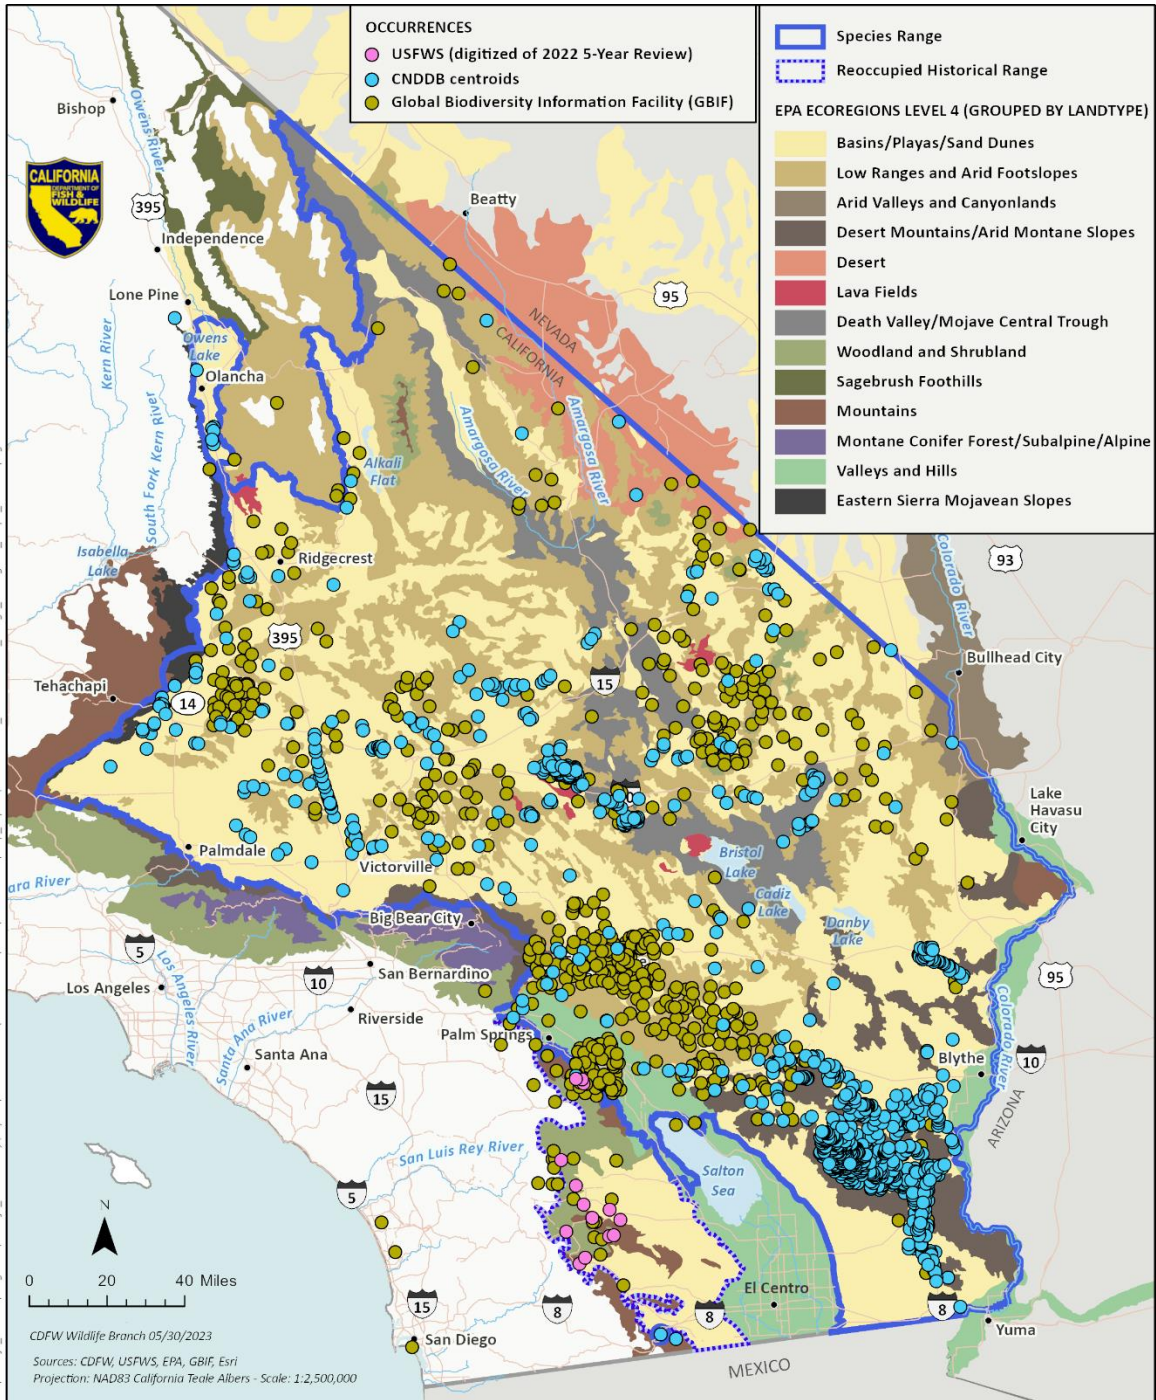 OCCURRENCES
USFWS (digitized of 2022 5-Year Review)
CNDDB centroids
Global Biodiversity Information Facility (GBIF)
Species Range
Reoccupied Historical Range
EPA ECOREGIONS LEVEL 4 (GROUPED BY LANDTYPE)
Basins/Playas/Sand Dunes
Low Ranges and Arid Footslopes
Arid Valleys and Canyonlands
Desert Mountains/Arid Montane Slopes
Desert
Lava Fields
Death Valley/Mojave Central Trough
Woodland and Shrubland
Sagebrush Foothills
Mountains
Montane Conifer Forest/Subalpine/Alpine
Valleys and Hills
Eastern Sierra Mojavean Slopes
Bishop
Owens River
CALIFORNIA
DEPARTMENT OF
FISH &
WILDLIFE
395
Independence
Beatty
95
Lone Pine
NEVADA
CALIFORNIA
Owens
Lake
Olancha
Kern River
South Fork Kern River
Amargosa River
Amargosa River
Alkali
Flat
Isabella
Lake
Ridgecrest
Colorado River
93
395
Bullhead City
Tehachapi
14
15
Lake
Havasu
City
Palmdale
Victorville
Bristol
Lake
Cadiz
Lake
Danby
Lake
ara River
Big Bear City
5
Los Angeles River
10
San Bernardino
Los Angeles
Riverside
Santa Ana River
Santa Ana
Palm Springs
95
Colorado River
Blythe
10
15
ARIZONA
San Luis Rey River
5
Salton
Sea
N
0 20 40 Miles
15
8
8
El Centro
8
Yuma
San Diego
MEXICO
CDFW Wildlife Branch 05/30/2023
Sources: CDFW, USFWS, EPA, GBIF, Esri
Projection: NAD83 California Teale Albers - Scale: 1:2,500,000